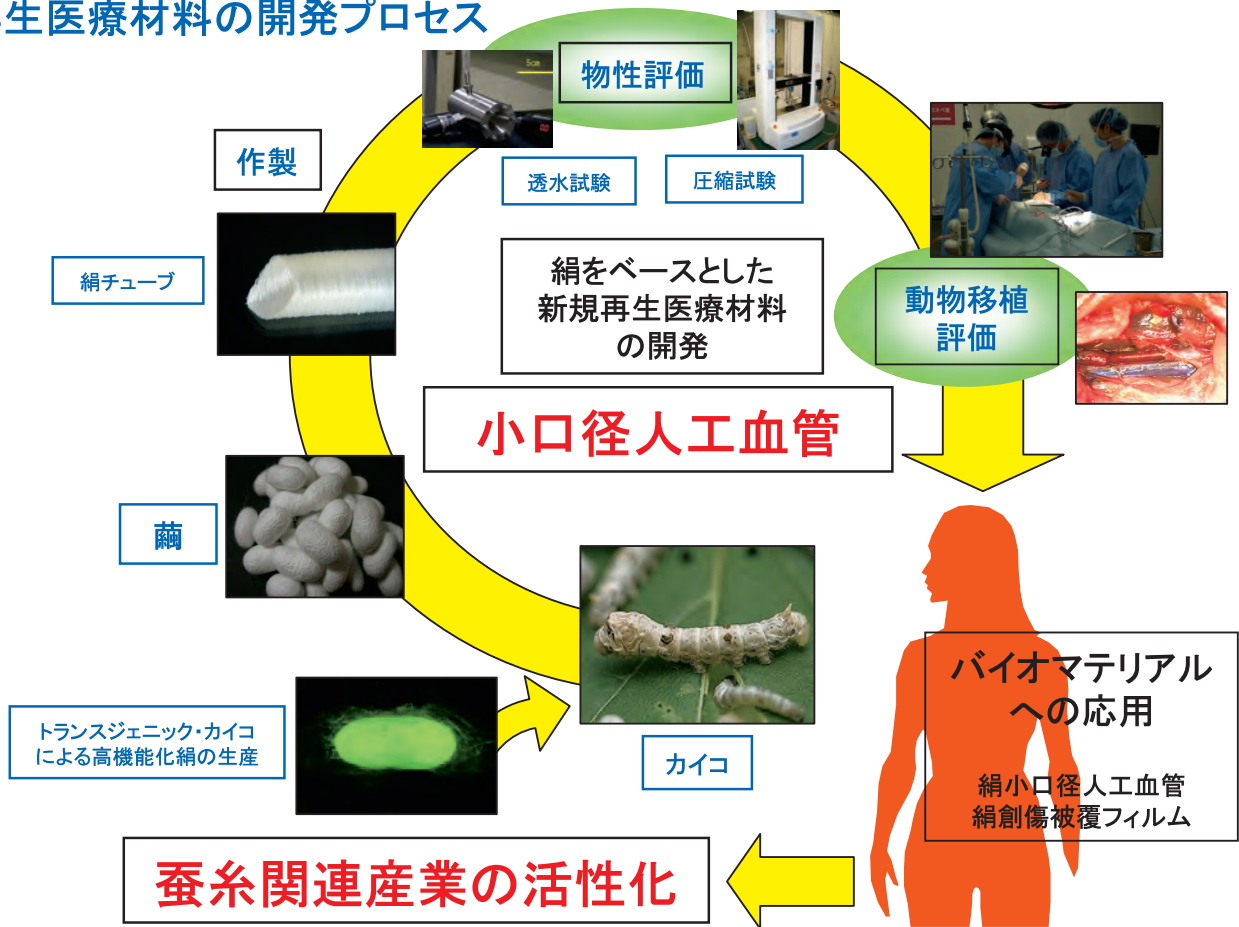 生医療材料の開発プロセス
物性評価
5cm
作製
透水試験
圧縮試験
絹チューブ
絹をベースとした
新規再生医療材料
の開発
動物移植
評価
小口径人工血管
繭
トランスジェニック・カイコ
による高機能化絹の生産
カイコ
バイオマテリアル
への応用
絹小口径人工血管
絹創傷被覆フィルム
蚕糸関連産業の活性化